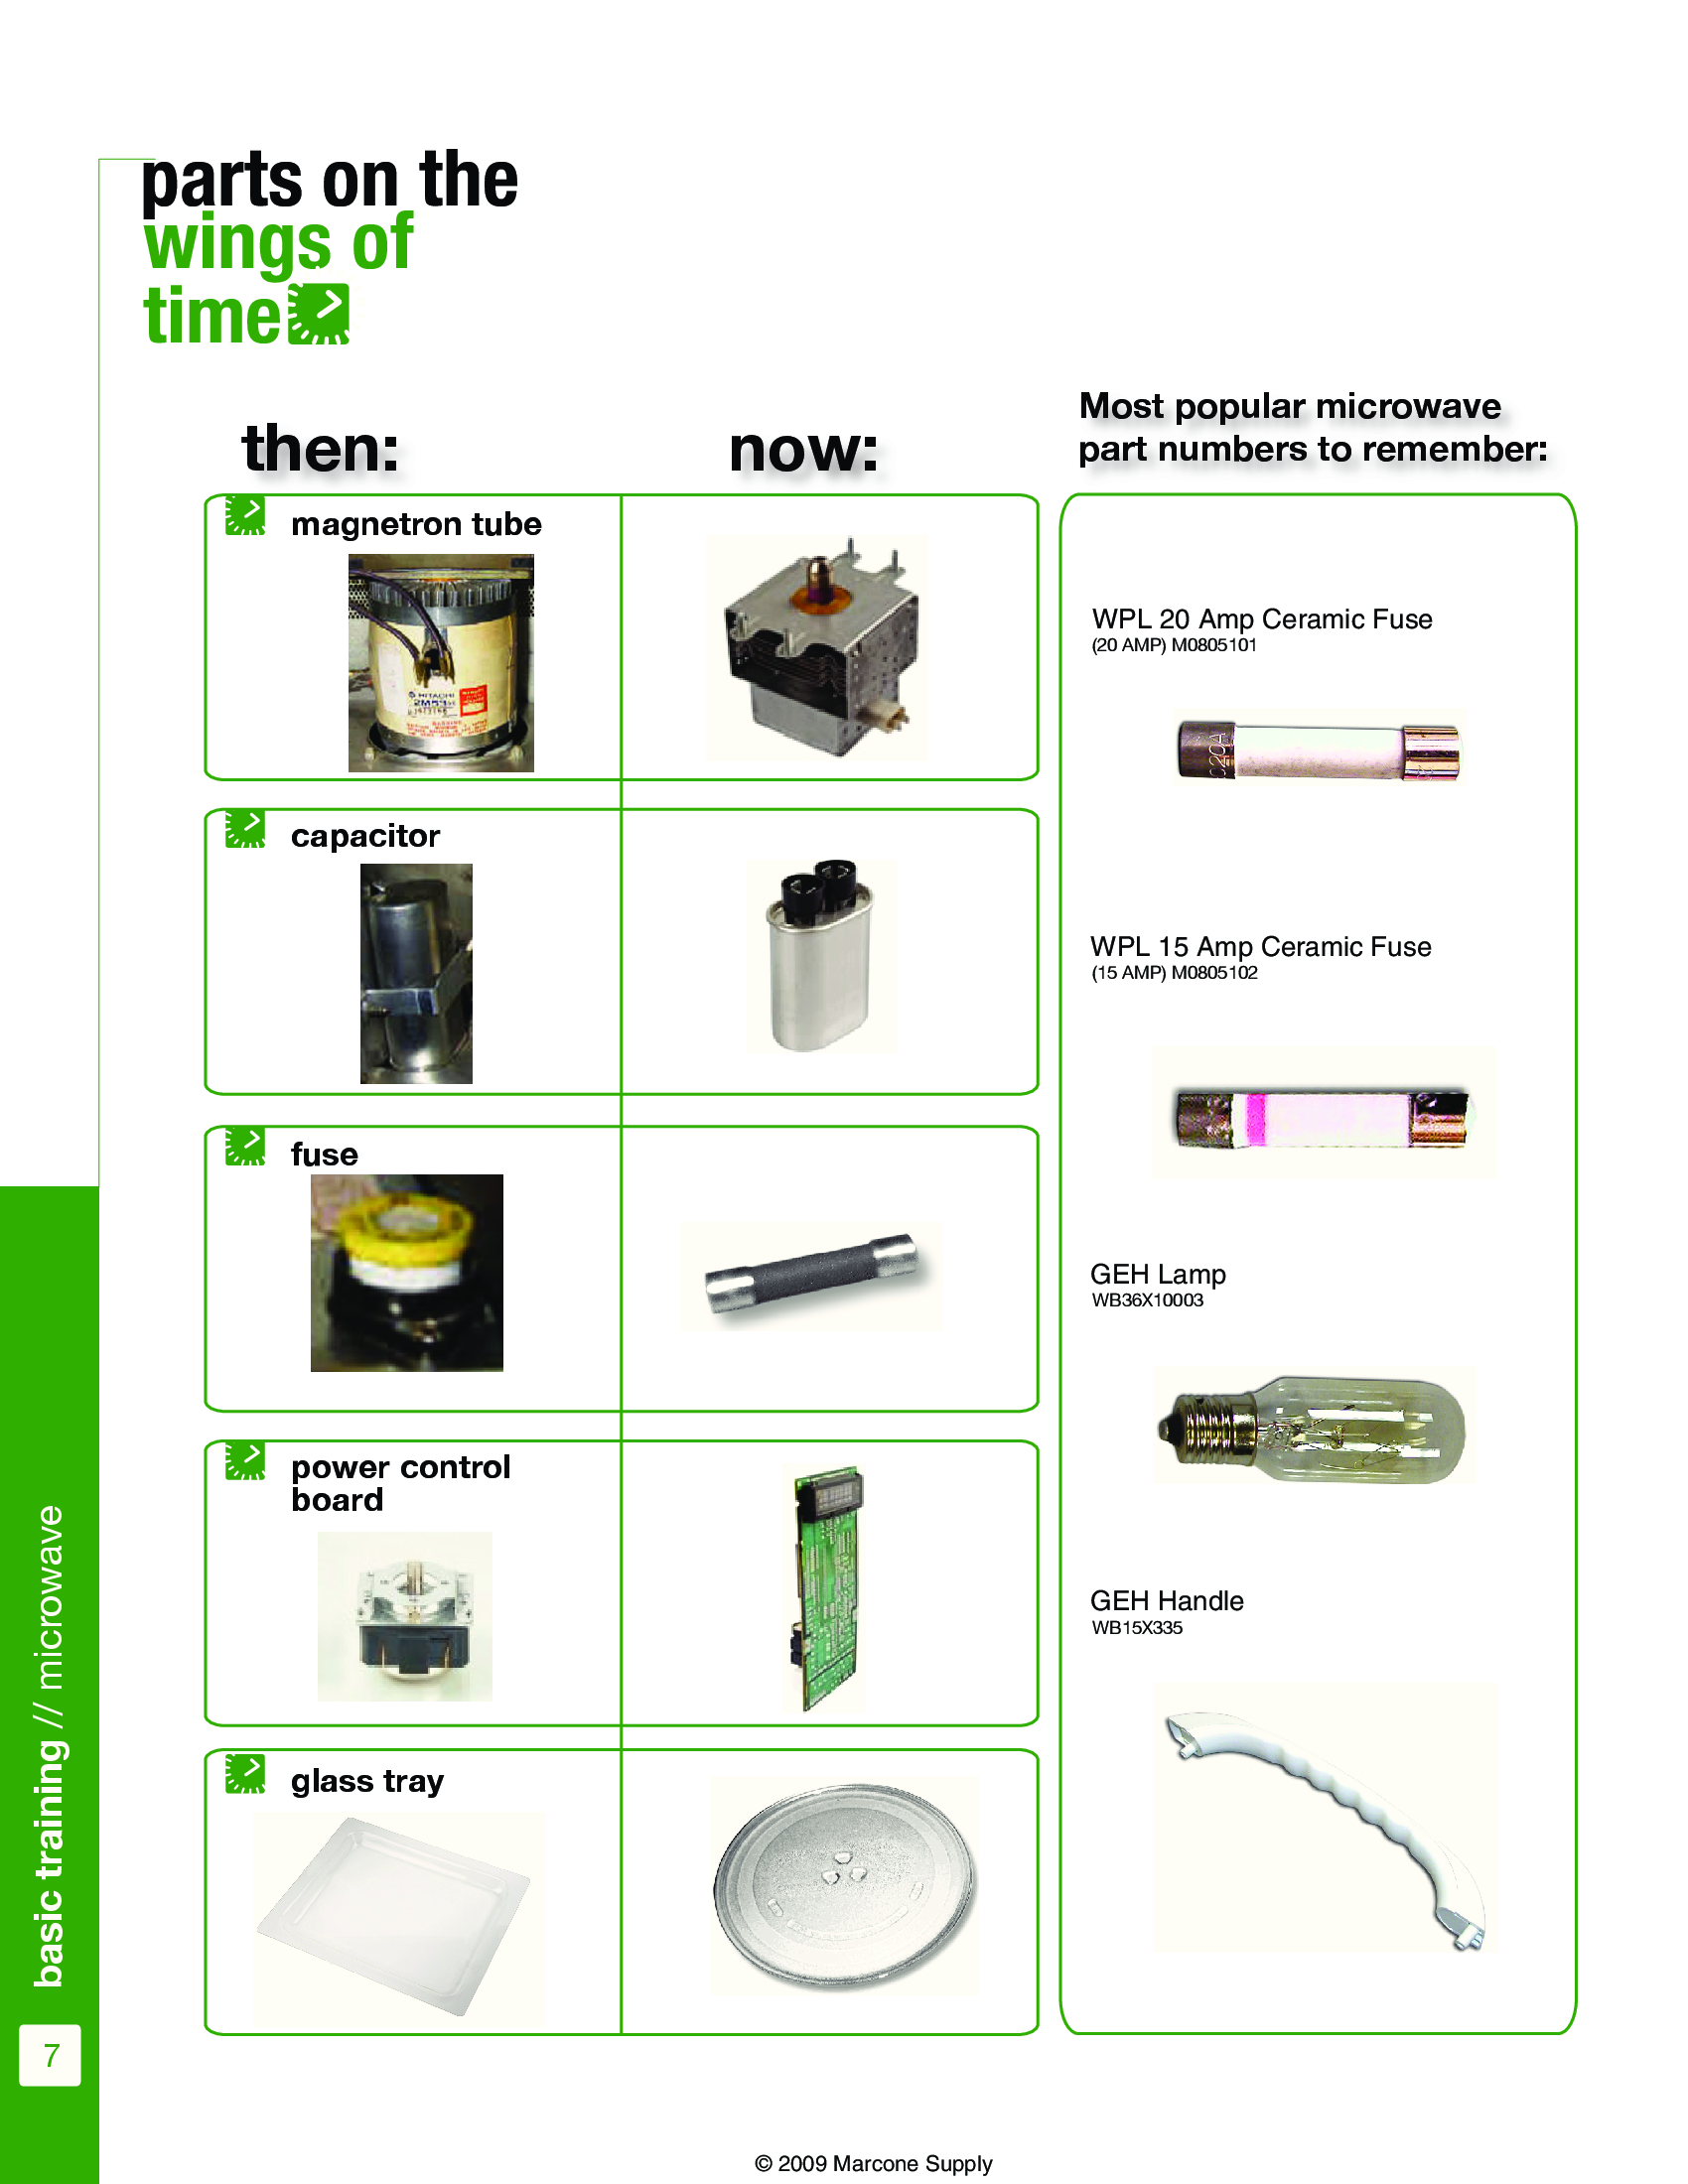 parts on the
wings of
time
then:
now:
Most popular microwave
part numbers to remember:
magnetron tube
HITACHI
2M53
capacitor
fuse
power control
board
glass tray
WPL 20 Amp Ceramic Fuse
(20 AMP) M0805101
20A
WPL 15 Amp Ceramic Fuse
(15 AMP) M0805102
GEH Lamp
WB36X10003
GEH Handle
WB15X335
basic training // microwave
7
© 2009 Marcone Supply